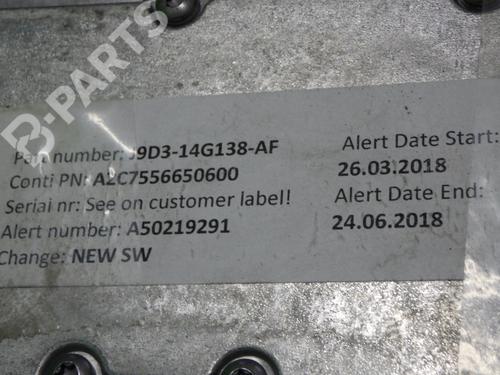 B-PARTS
Part number: J9D3-14G138-AF
Conti PN: A2C7556650600
Serial nr: See on customer label!
Alert number: A50219291
Change: NEW SW
Alert Date Start:
26.03.2018
Alert Date End:
24.06.2018